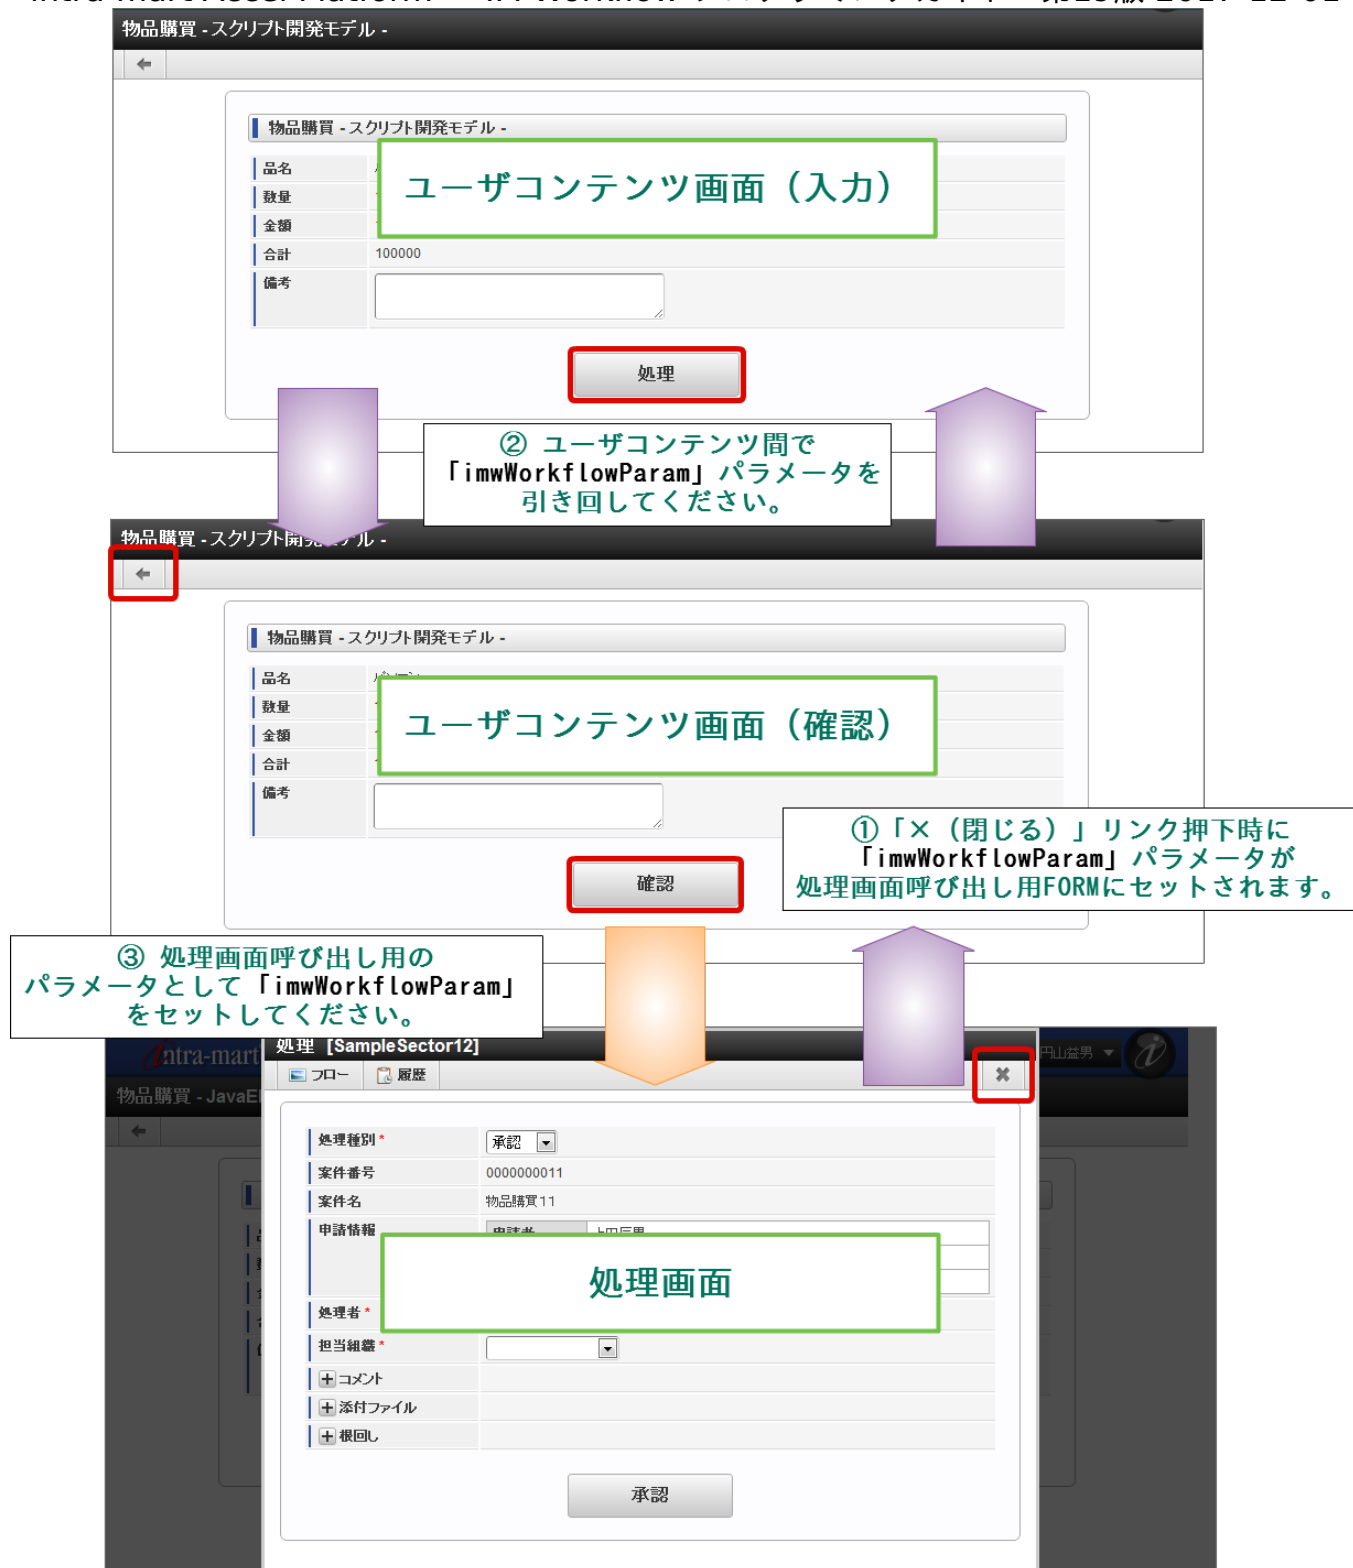 物品購買 - スクリプト開発モデル -
物品購買 - スクリプト開発モデル -
品名
ユーザコンテンツ画面（入力）
数量
金額
合計 100000
備考
処理
② ユーザコンテンツ間で
「imwWorkflowParam」パラメータを
引き回してください。
物品購買 - スクリプト開発モデル -
物品購買 - スクリプト開発モデル -
品名
ユーザコンテンツ画面（確認）
数量
金額
合計
備考
①「×（閉じる）」リンク押下時に
「imwWorkflowParam」パラメータが
処理画面呼び出し用FORMにセットされます。
確認
③ 処理画面呼び出し用の
パラメータとして「imwWorkflowParam」
をセットしてください。
intra-mart
処理 [SampleSector12]
円山益男
フロー 履歴
物品購買 - JavaE
処理種別* 承認
案件番号 0000000011
案件名 物品購買11
申請情報
処理画面
処理者*
担当組織*
コメント
添付ファイル
根回し
承認